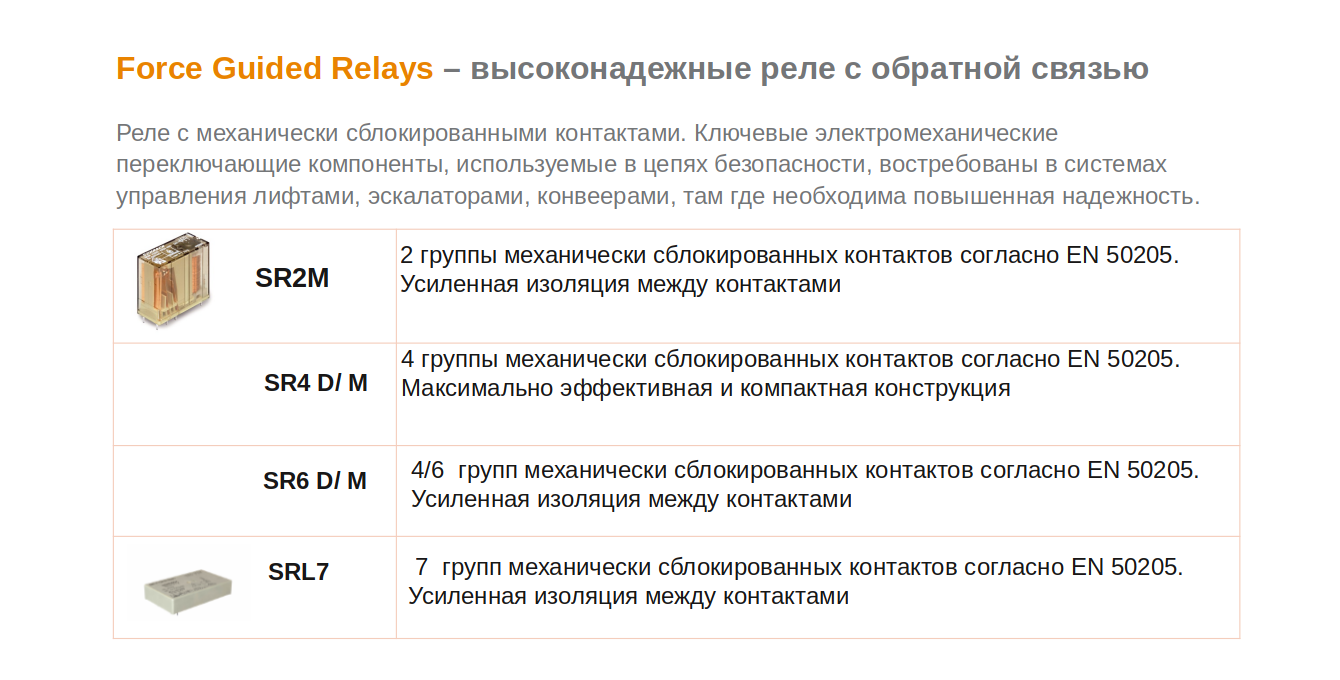 Force Guided Relays – высоконадежные реле с обратной связью
Реле с механически сблокированными контактами. Ключевые электромеханические
переключающие компоненты, используемые в цепях безопасности, востребованы в системах
управления лифтами, эскалаторами, конвеерами, там где необходима повышенная надежность.
SR2M
2 группы механически сблокированных контактов согласно EN 50205.
Усиленная изоляция между контактами
SR4 D/ M
4 группы механически сблокированных контактов согласно EN 50205.
Максимально эффективная и компактная конструкция
SR6 D/ M
4/6 групп механически сблокированных контактов согласно EN 50205.
Усиленная изоляция между контактами
SRL7
7 групп механически сблокированных контактов согласно EN 50205.
Усиленная изоляция между контактами